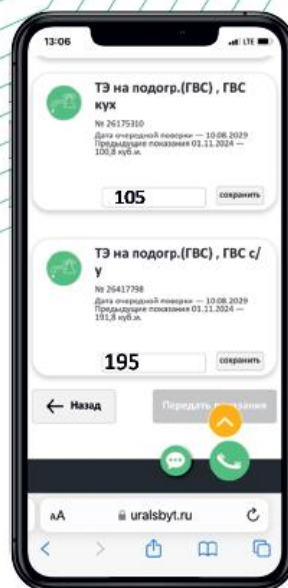 13:06
LTE
ТЭ на подогр.(ГВС) , ГВС
кух
№ 26175310
Дата очередной поверки — 10.08.2029
Предыдущие показания 01.11.2024 —
100,8 куб.м.
105
сохранить
ТЭ на подогр.(ГВС) , ГВС с/
у
№ 26417798
Дата очередной поверки — 10.08.2029
Предыдущие показания 01.11.2024 —
191,8 куб.м.
195
сохранить
← Назад
Передать показания
AA
uralsbyt.ru